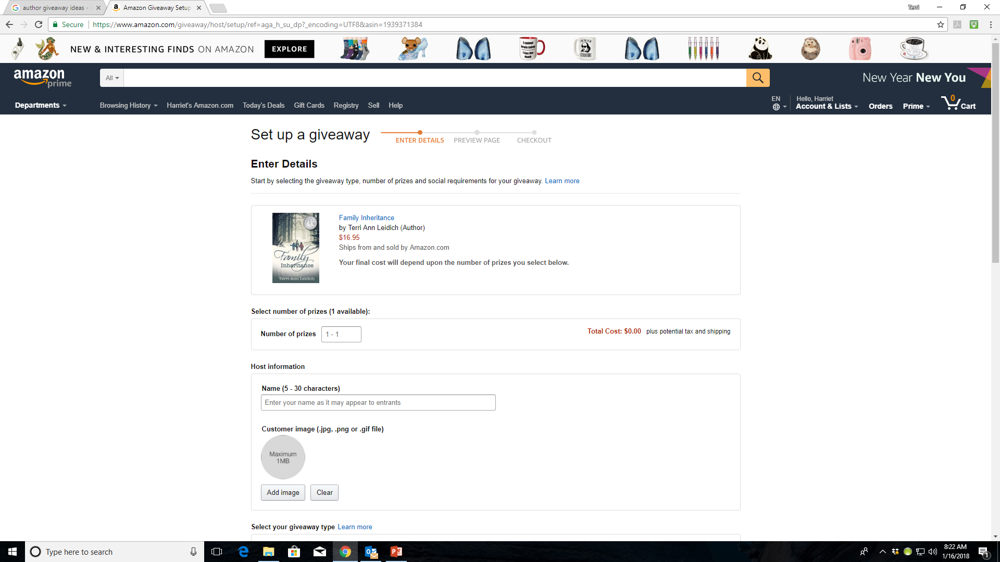 author giveaway ideas -
Amazon Giveaway Setup
Terri
Secure
https://www.amazon.com/giveaway/host/setup/ref=aga_h_su_dp?_encoding=UTF8&asin=1939371384
NEW & INTERESTING FINDS ON AMAZON EXPLORE
amazon
prime
All
New Year New You
Departments
Browsing History Harriet's Amazon.com Today's Deals Gift Cards Registry Sell Help
EN
Hello, Harriet
Account & Lists
Orders
Prime
0
Cart
Set up a giveaway
ENTER DETAILS PREVIEW PAGE CHECKOUT
Enter Details
Start by selecting the giveaway type, number of prizes and social requirements for your giveaway. Learn more
Family
Inheritance
Terri Ann Leidich
Family Inheritance
by Terri Ann Leidich (Author)
$16.95
Ships from and sold by Amazon.com
Your final cost will depend upon the number of prizes you select below.
Select number of prizes (1 available):
Number of prizes 1 - 1
Total Cost: $0.00 plus potential tax and shipping
Host information
Name (5 - 30 characters)
Enter your name as it may appear to entrants
Customer image (.jpg, .png or .gif file)
Maximum
1MB
Add image Clear
Select your giveaway type Learn more
Type here to search
8:22 AM
1/16/2018
1